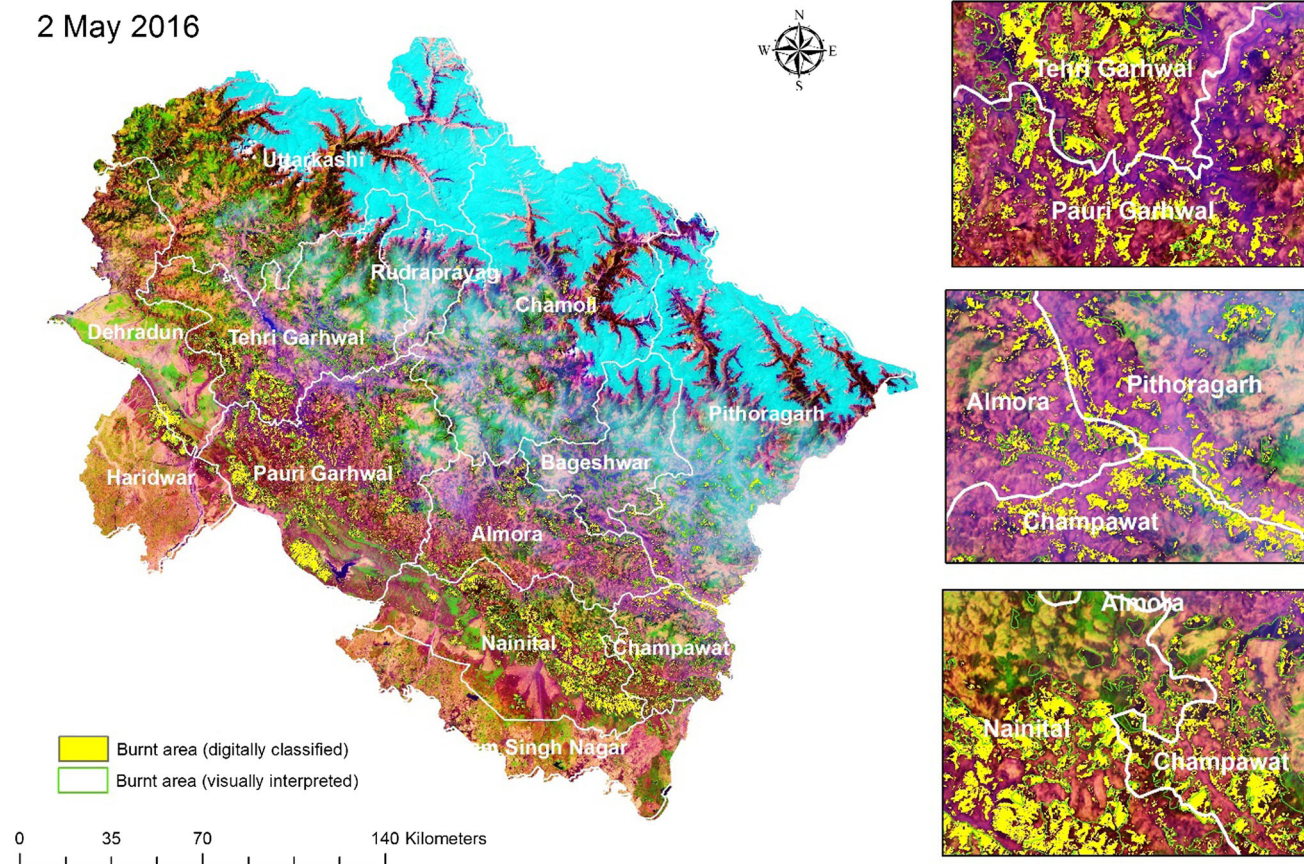 2 May 2016
N
W E
S
Uttarkashi
Rudraprayag
Chamoli
Dehradun
Tehri Garhwal
Pithoragarh
Bageshwar
Haridwar
Pauri Garhwal
Almora
Nainital
Champawat
Singh Nagar
Burnt area (digitally classified)
Burnt area (visually interpreted)
0 35 70 140 Kilometers
Tehri Garhwal
Pauri Garhwal
Pithoragarh
Almora
Champawat
Almora
Nainital
Champawat